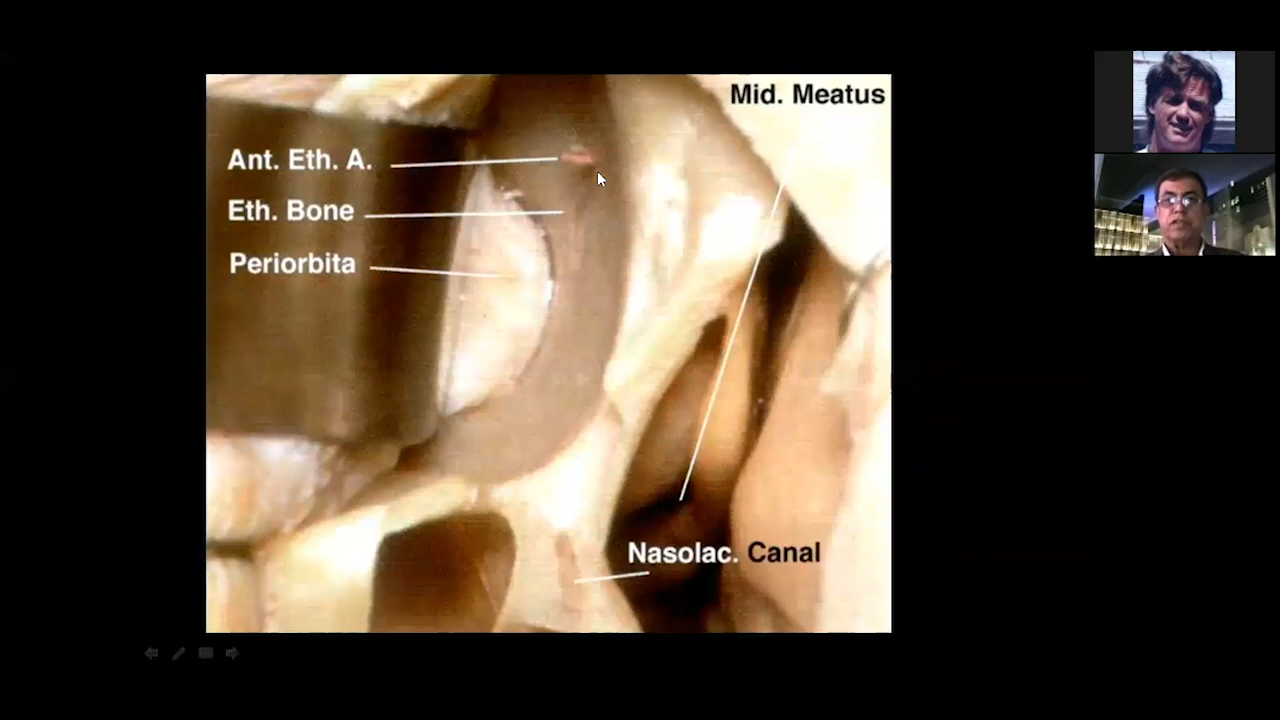 Mid. Meatus
Ant. Eth. A.
Eth. Bone
Periorbita
Nasolac. Canal